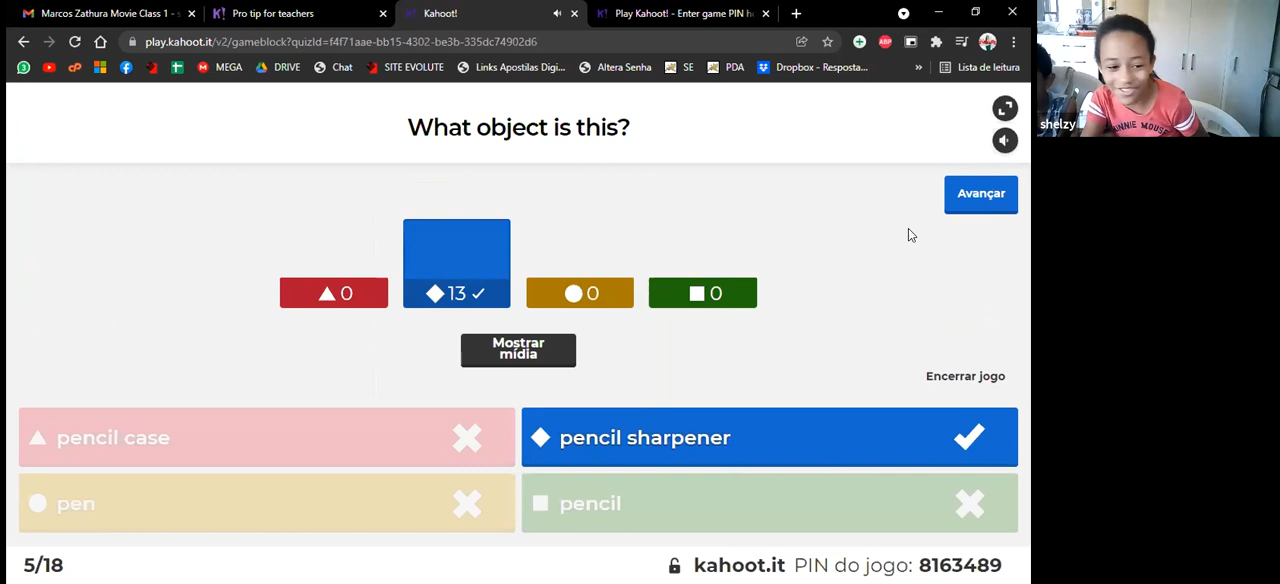 Marcos Zathura Movie Class 1 - s
Pro tip for teachers
Kahoot!
Play Kahoot! - Enter game PIN h
play.kahoot.it/v2/gameblock?quizId=f4f71aae-bb15-4302-be3b-335dc74902d6
MEGA
DRIVE
Chat
SITE EVOLUTE
Links Apostilas Digi...
Altera Senha
SE
PDA
Dropbox - Resposta...
»
Lista de leitura
What object is this?
shelzy
MINNIE MOUSE
Avançar
0
13
0
0
Mostrar
mídia
Encerrar jogo
pencil case
pencil sharpener
pen
pencil
5/18
kahoot.it PIN do jogo: 8163489